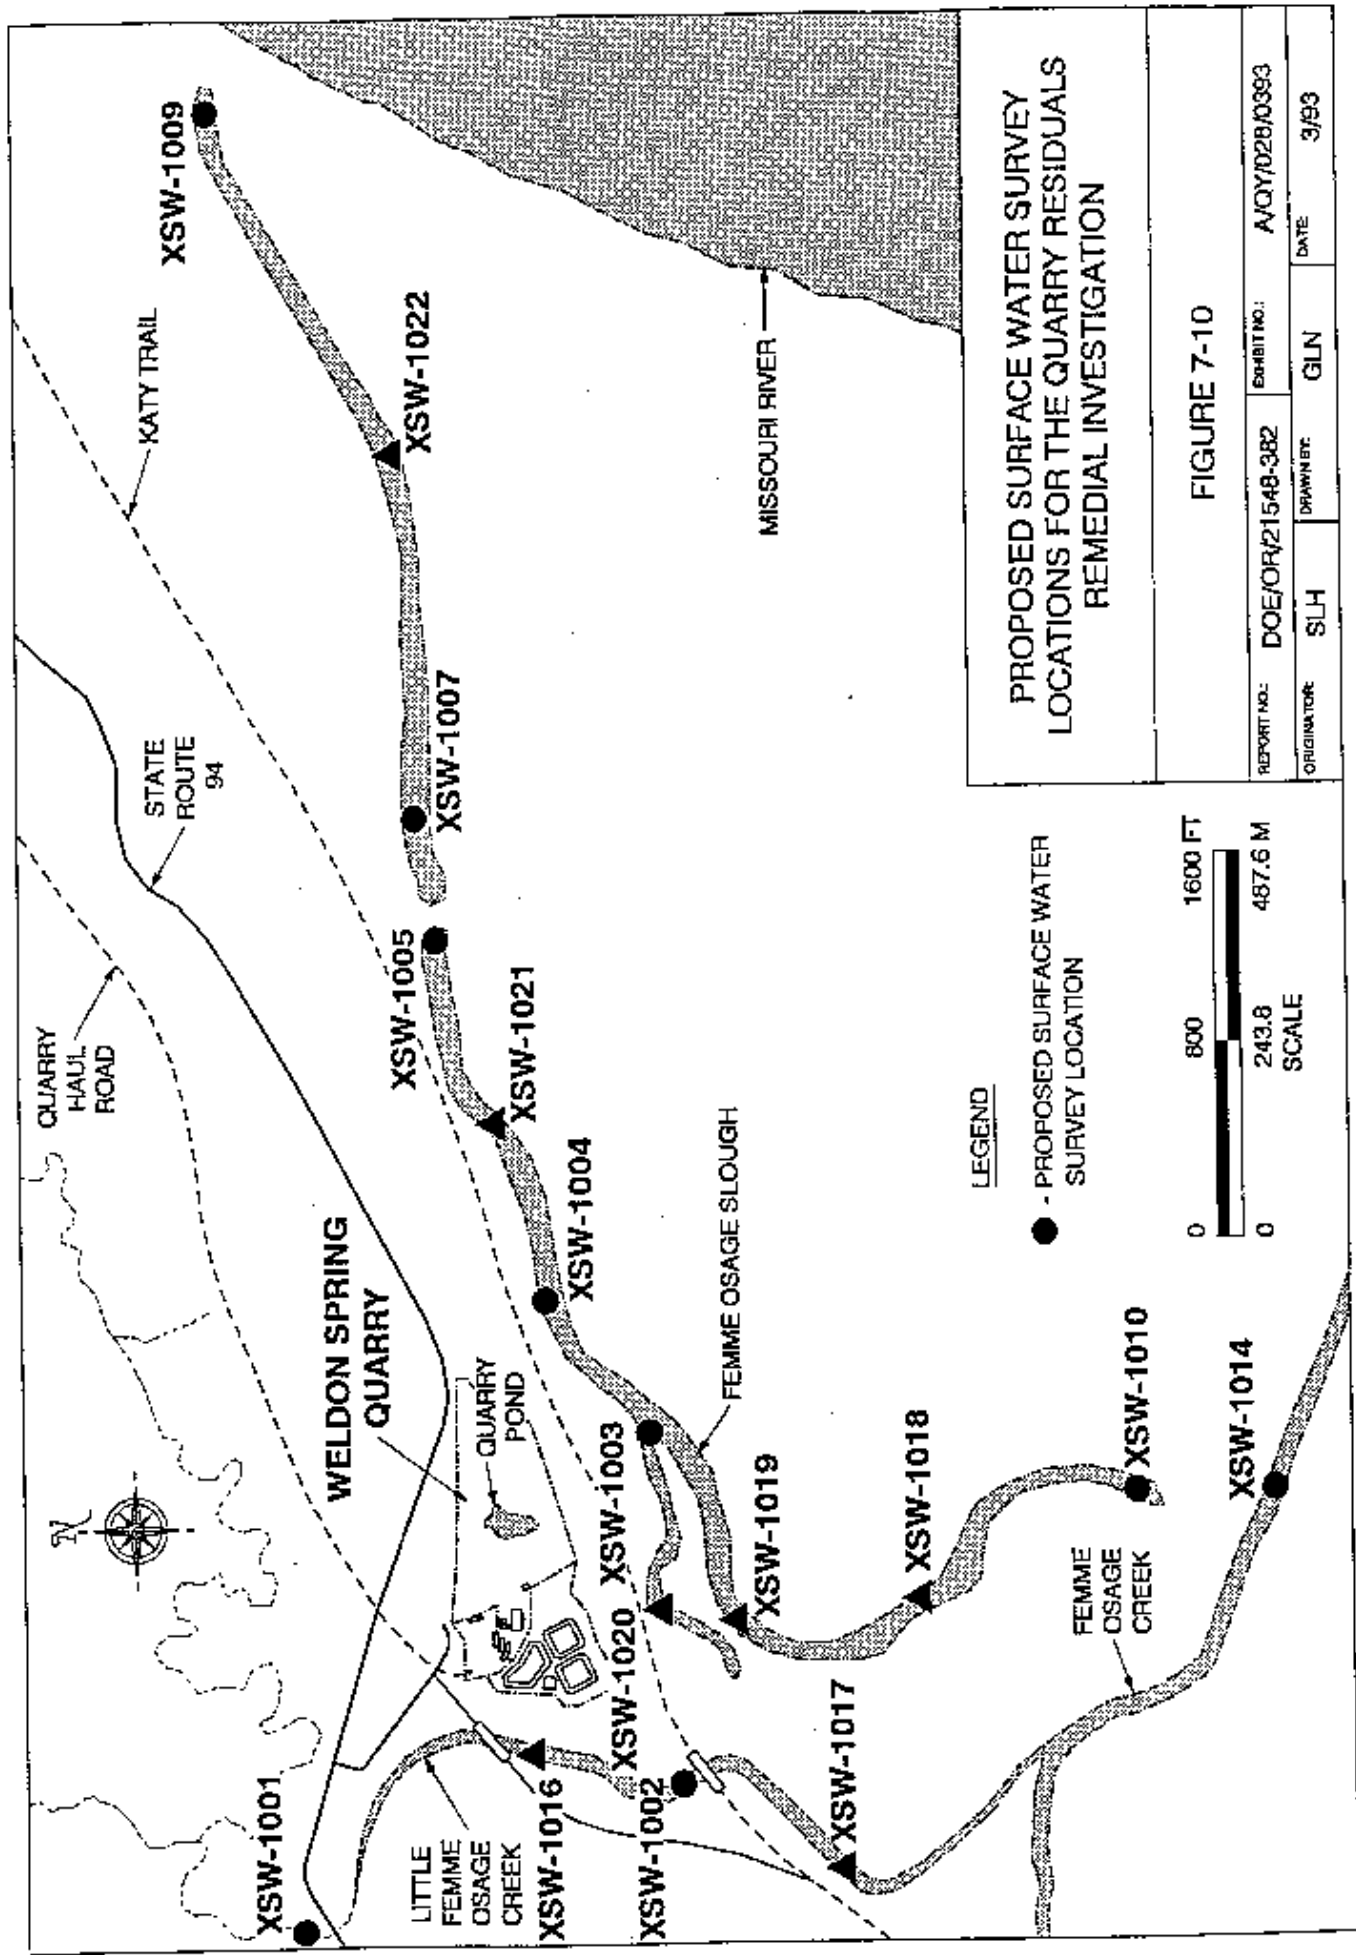 N
XSW-1001
LITTLE
FEMME
OSAGE
CREEK
XSW-1016
XSW-1002
XSW-1017
XSW-1020
XSW-1003
XSW-1019
XSW-1018
XSW-1010
XSW-1014
FEMME
OSAGE
CREEK
FEMME OSAGE SLOUGH
WELDON SPRING
QUARRY
QUARRY
POND
QUARRY
HAUL
ROAD
STATE
ROUTE
94
KATY TRAIL
XSW-1004
XSW-1021
XSW-1005
XSW-1007
XSW-1022
XSW-1009
MISSOURI RIVER
LEGEND
- PROPOSED SURFACE WATER
SURVEY LOCATION
0 800 1600 FT
0 243.8 487.6 M
SCALE
PROPOSED SURFACE WATER SURVEY
LOCATIONS FOR THE QUARRY RESIDUALS
REMEDIAL INVESTIGATION
FIGURE 7-10
REPORT NO.: DOE/OR/21548-382 EXHIBIT NO.: A/QY/028/0393
ORIGINATOR: SLH DRAWN BY: GLN DATE: 3/93